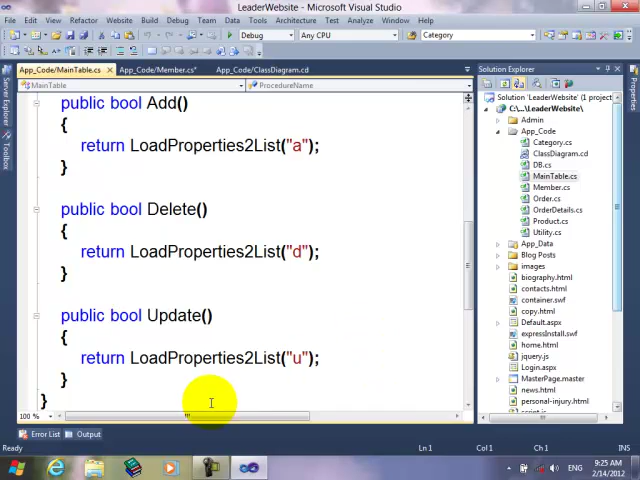 LeaderWebsite - Microsoft Visual Studio
File Edit View Refactor Website Build Debug Team Data Tools Architecture Test Analyze Window Help
Debug Any CPU Category
App_Code/MainTable.cs App_Code/Member.cs* App_Code/ClassDiagram.cd
MainTable ProcedureName
public bool Add()
{
return LoadProperties2List("a");
}
public bool Delete()
{
return LoadProperties2List("d");
}
public bool Update()
{
return LoadProperties2List("u");
}
}
100 %
Server Explorer
Toolbox
Solution Explorer
Properties
Solution 'LeaderWebsite' (1 project)
C:\...\LeaderWebsite\
Admin
App_Code
Category.cs
ClassDiagram.cd
DB.cs
MainTable.cs
Member.cs
Order.cs
OrderDetails.cs
Product.cs
Utility.cs
App_Data
Blog Posts
images
biography.html
contacts.html
container.swf
copy.html
Default.aspx
expressInstall.swf
home.html
jquery.js
Login.aspx
MasterPage.master
news.html
personal-injury.html
script.js
Error List Output
Ready Ln 1 Col 1 Ch 1 INS
ENG 9:25 AM
2/14/2012